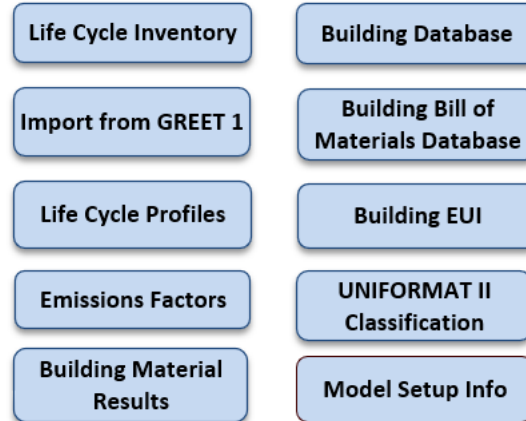 Life Cycle Inventory
Building Database
Import from GREET 1
Building Bill of
Materials Database
Life Cycle Profiles
Building EUI
Emissions Factors
UNIFORMAT II
Classification
Building Material
Results
Model Setup Info